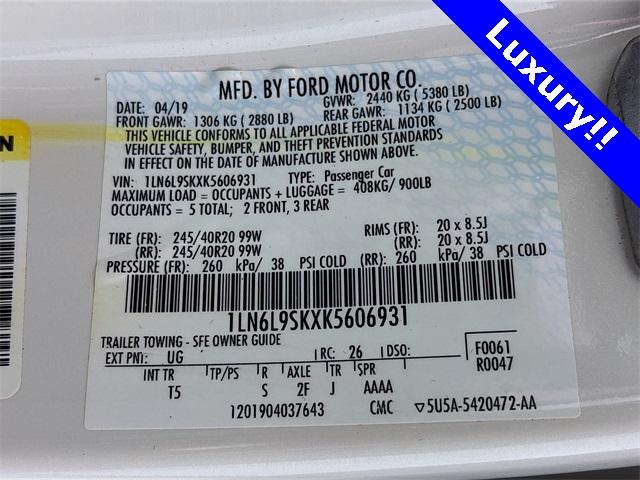 Luxury!!
N
MFD. BY FORD MOTOR CO.
DATE: 04/19 GVWR: 2440 KG ( 5380 LB)
FRONT GAWR: 1306 KG ( 2880 LB) REAR GAWR: 1134 KG ( 2500 LB)
THIS VEHICLE CONFORMS TO ALL APPLICABLE FEDERAL MOTOR
VEHICLE SAFETY, BUMPER, AND THEFT PREVENTION STANDARDS
IN EFFECT ON THE DATE OF MANUFACTURE SHOWN ABOVE.
VIN: 1LN6L9SKXK5606931 TYPE: Passenger Car
MAXIMUM LOAD = OCCUPANTS + LUGGAGE = 408KG/ 900LB
OCCUPANTS = 5 TOTAL; 2 FRONT, 3 REAR
TIRE (FR): 245/40R20 99W RIMS (FR): 20 x 8.5J
(RR): 245/40R20 99W (RR): 20 x 8.5J
PRESSURE (FR): 260 kPa/ 38 PSI COLD (RR): 260 kPa/ 38 PSI COLD
1LN6L9SKXK5606931
TRAILER TOWING - SFE OWNER GUIDE
EXT PNT: UG RC: 26 DSO: F0061
R0047
INT TR TP/PS R AXLE TR SPR
T5 S 2F J AAAA
1201904037643 CMC ▽5U5A-5420472-AA